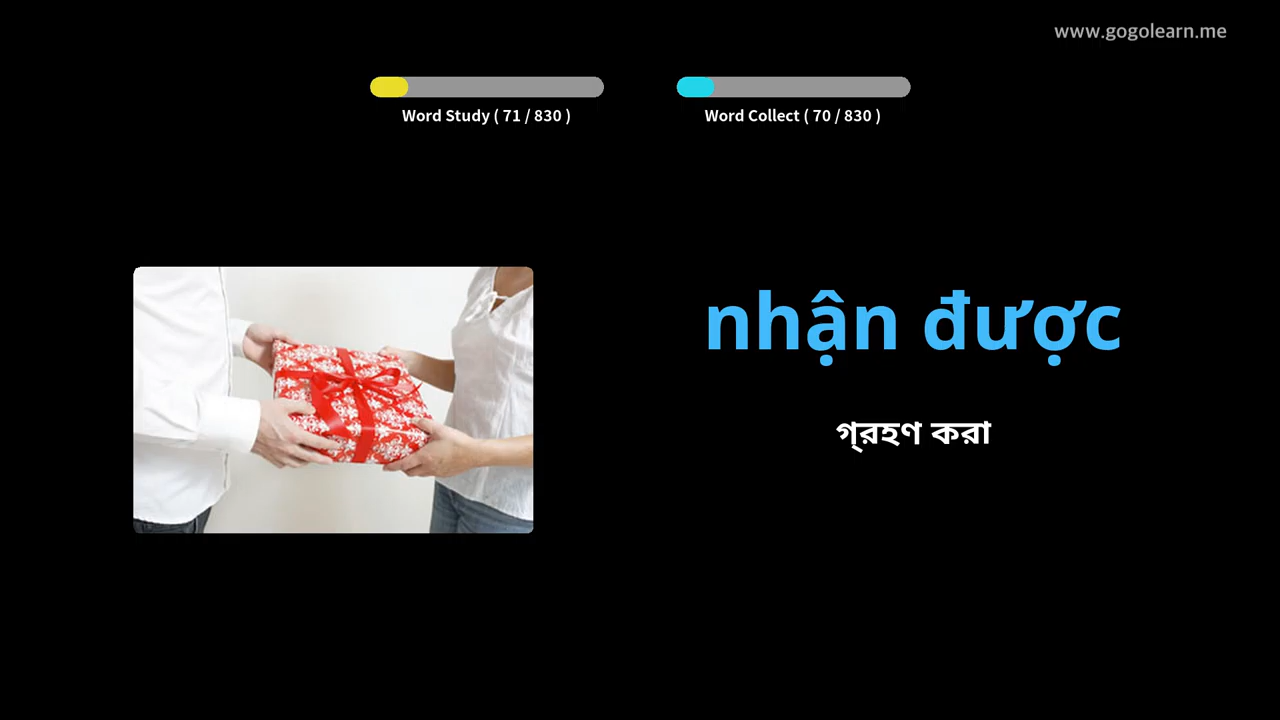 www.gogolearn.me
Word Study ( 71 / 830 )
Word Collect ( 70 / 830 )
nhận được
গ্রহণ করা